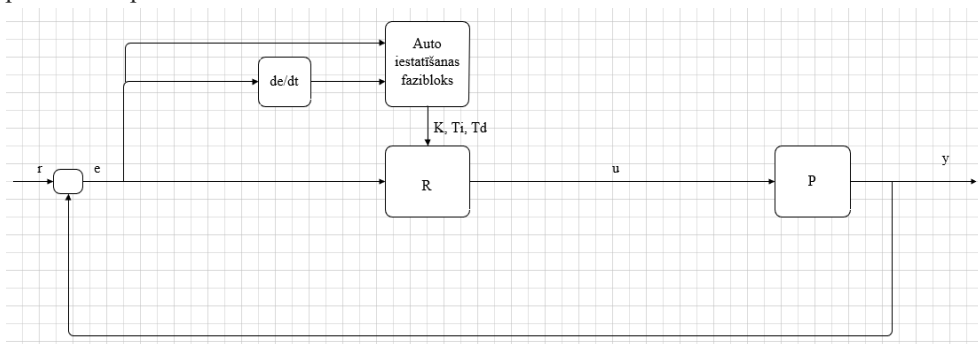 Auto
iestatīšanas
fazibloks
de/dt
K, Ti, Td
r
e
R
u
P
y